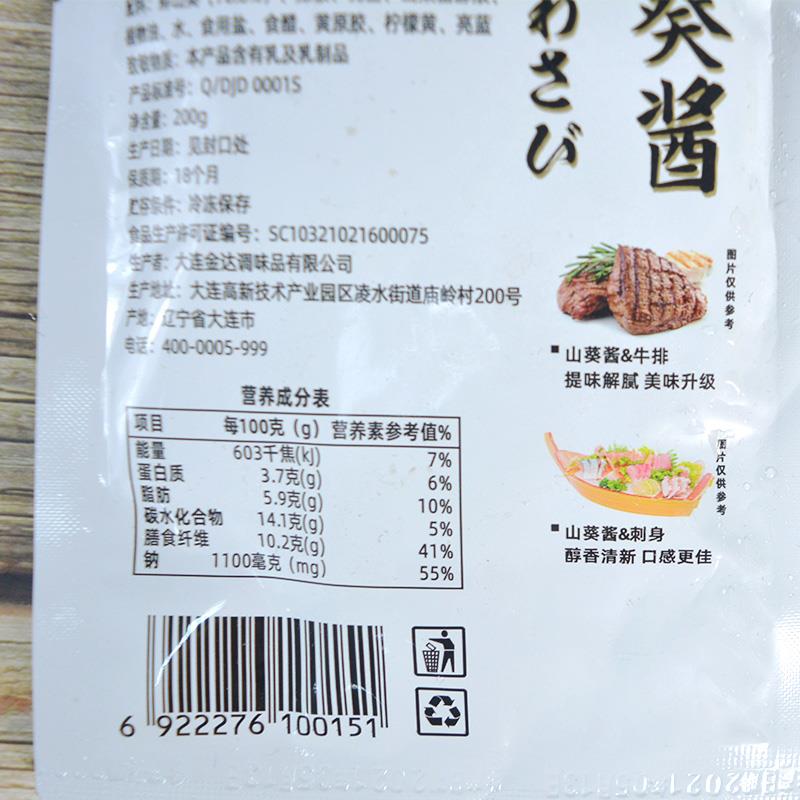 植物油、水、食用盐、食醋、黄原胶、柠檬黄、亮蓝
致敏物质：本产品含有乳及乳制品
产品标准号：Q/DJD 0001S
净含量：200g
生产日期：见封口处
保质期：18个月
贮存条件：冷冻保存
食品生产许可证编号：SC10321021600075
生产者：大连金达调味品有限公司
生产地址：大连高新技术产业园区凌水街道庙岭村200号
产地：辽宁省大连市
电话：400-0005-999
葵酱
わさび
图片仅供参考
山葵酱&牛排
提味解腻 美味升级
图片仅供参考
山葵酱&刺身
醇香清新 口感更佳
营养成分表
项目 每100克（g） 营养素参考值%
能量 603千焦(kJ) 7%
蛋白质 3.7克(g) 6%
脂肪 5.9克(g) 10%
碳水化合物 14.1克(g) 5%
膳食纤维 10.2克(g) 41%
钠 1100毫克（mg） 55%
6 922276 100151